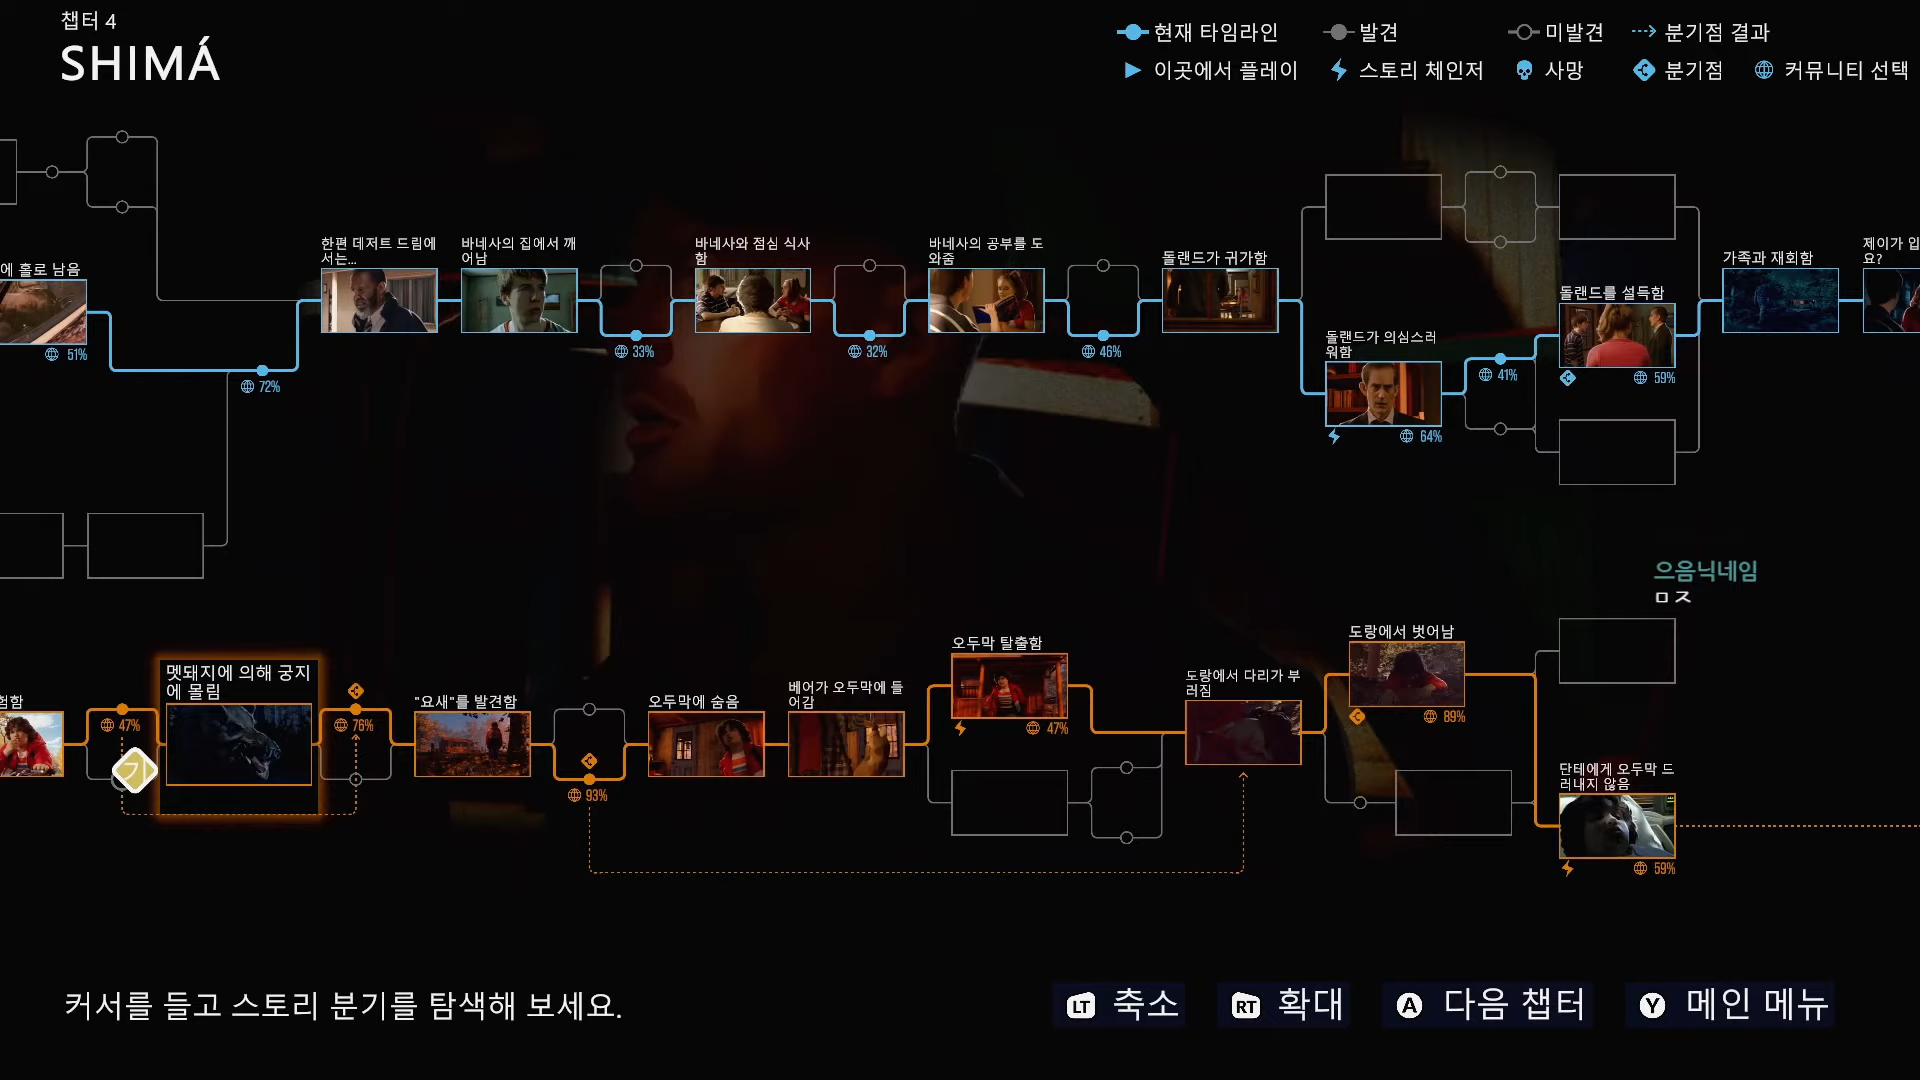 챕터 4
SHIMÁ
현재 타임라인
발견
미발견
분기점 결과
이곳에서 플레이
스토리 체인저
사망
분기점
커뮤니티 선택
에 홀로 남음
51%
72%
한편 데저트 드림에
서는...
바네사의 집에서 깨
어남
33%
바네사와 점심 식사
함
32%
바네사의 공부를 도
와줌
46%
돌랜드가 귀가함
돌랜드가 의심스러
워함
64%
41%
돌랜드를 설득함
59%
가족과 재회함
제이가 입
요?
으음닉네임
ㅁㅈ
험함
47%
멧돼지에 의해 궁지
에 몰림
76%
"요새"를 발견함
93%
오두막에 숨음
베어가 오두막에 들
어감
오두막 탈출함
47%
도랑에서 다리가 부
러짐
도랑에서 벗어남
89%
단테에게 오두막 드
러내지 않음
59%
커서를 들고 스토리 분기를 탐색해 보세요.
LT 축소
RT 확대
A 다음 챕터
Y 메인 메뉴